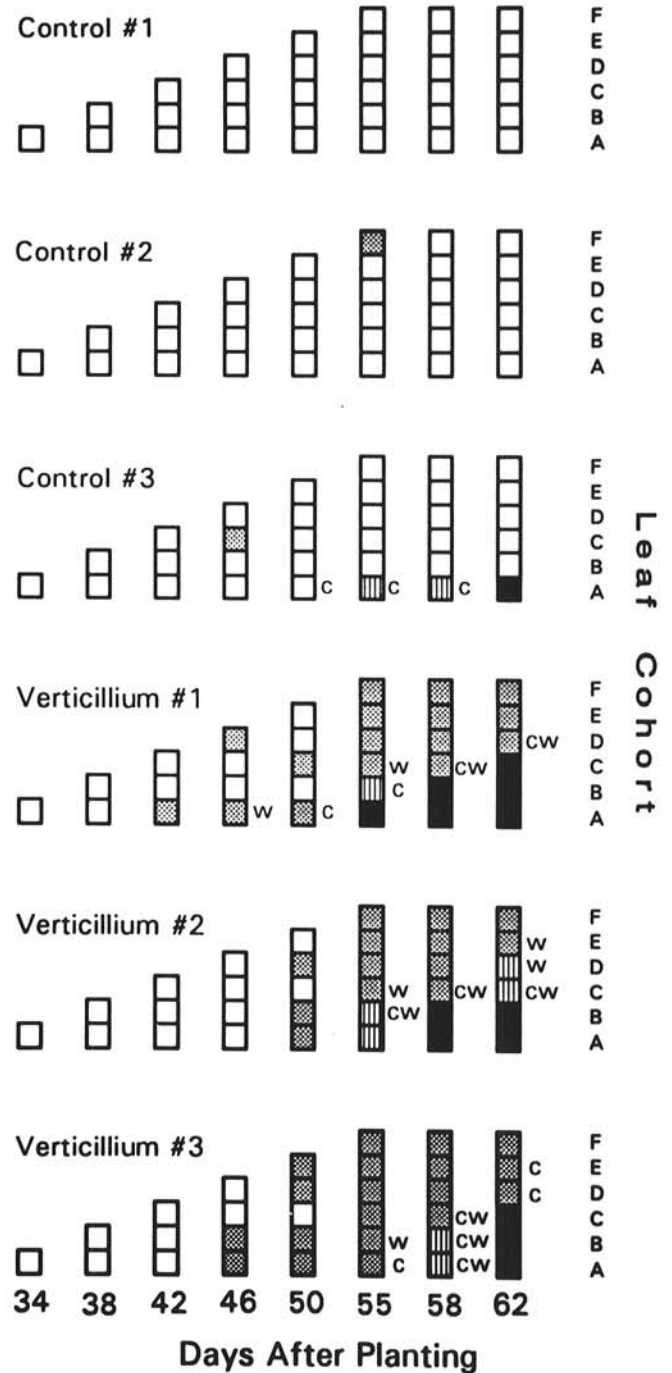 Control #1
F
E
D
C
B
A
Control #2
F
E
D
C
B
A
Control #3
F
E
D
C
B
C C C A
Verticillium #1
F
E
CW D
W CW C
C B
W C A
Verticillium #2
F
W E
W D
W CW CW C
CW B
A
Verticillium #3
F
C E
C D
CW C
W CW B
C CW A
34 38 42 46 50 55 58 62
Days After Planting
Leaf Cohort